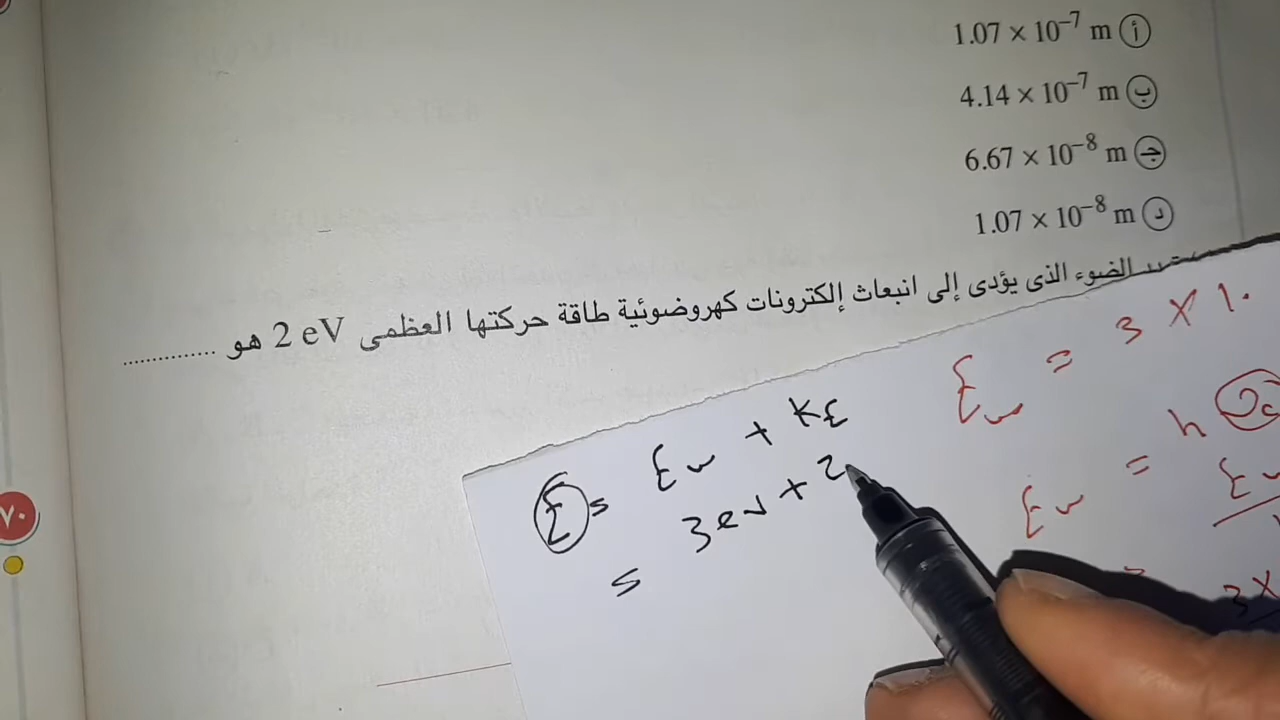 1.07 × 10⁻⁷ m (أ)
4.14 × 10⁻⁷ m (ب)
6.67 × 10⁻⁸ m (ج)
1.07 × 10⁻⁸ m (د)
الضوء الذى يؤدى إلى انبعاث إلكترونات كهروضوئية طاقة حركتها العظمى 2 eV هو ...............
E = Ew + KE
= 3ev + 2
Ew = 3 × 10
Ew = h
Ew
3 ×
٧٠